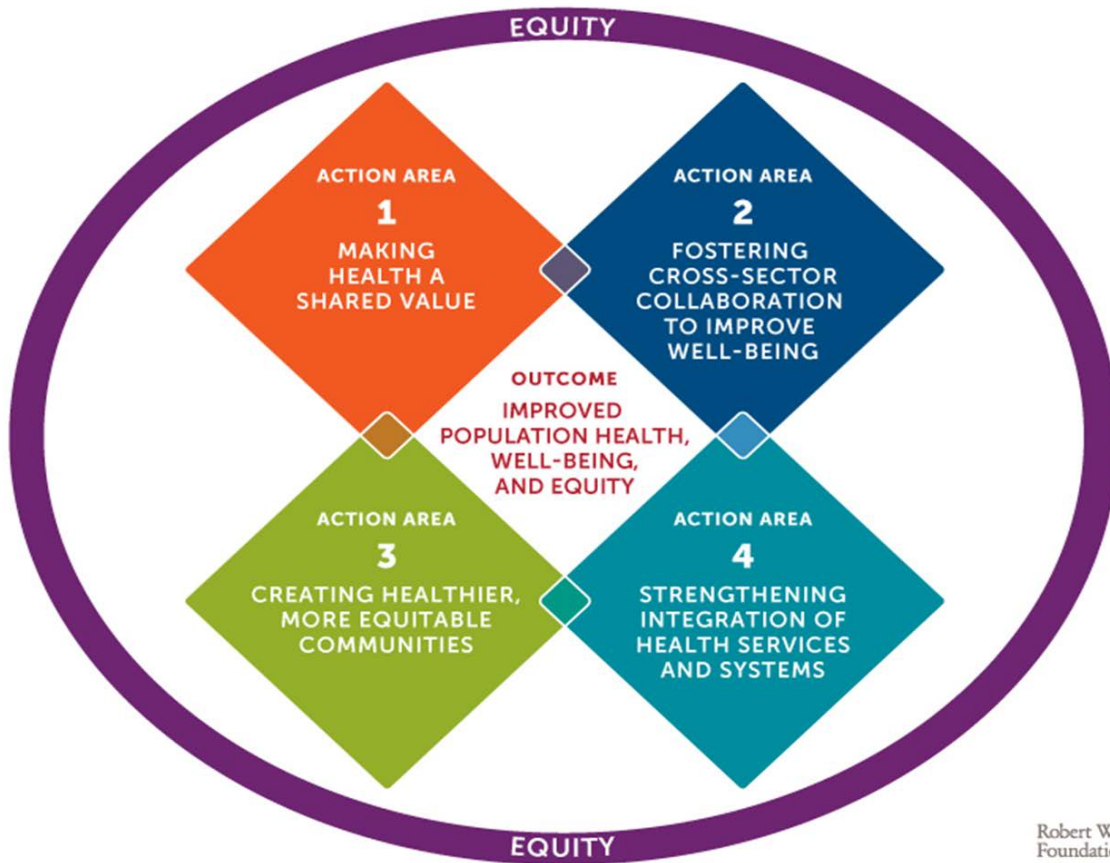 EQUITY
ACTION AREA
1
MAKING
HEALTH A
SHARED VALUE
ACTION AREA
2
FOSTERING
CROSS-SECTOR
COLLABORATION
TO IMPROVE
WELL-BEING
OUTCOME
IMPROVED
POPULATION HEALTH,
WELL-BEING,
AND EQUITY
ACTION AREA
3
CREATING HEALTHIER,
MORE EQUITABLE
COMMUNITIES
ACTION AREA
4
STRENGTHENING
INTEGRATION OF
HEALTH SERVICES
AND SYSTEMS
EQUITY
Robert W
Foundatio